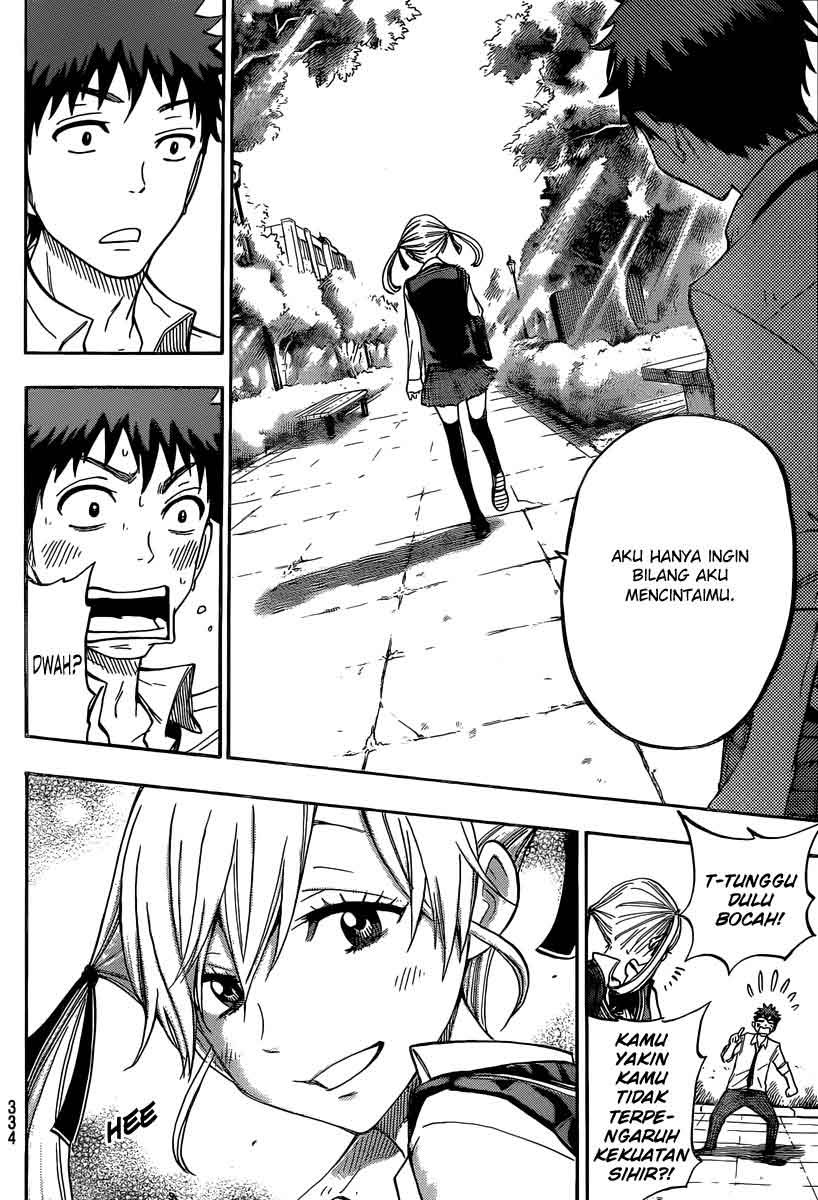 AKU HANYA INGIN
BILANG AKU
MENCINTAIMU.
DWAH?
T-TUNGGU
DULU
BOCAH!
KAMU
YAKIN
KAMU
TIDAK
TERPE-
NGARUH
KEKUATAN
SIHIR?!
HEE
334